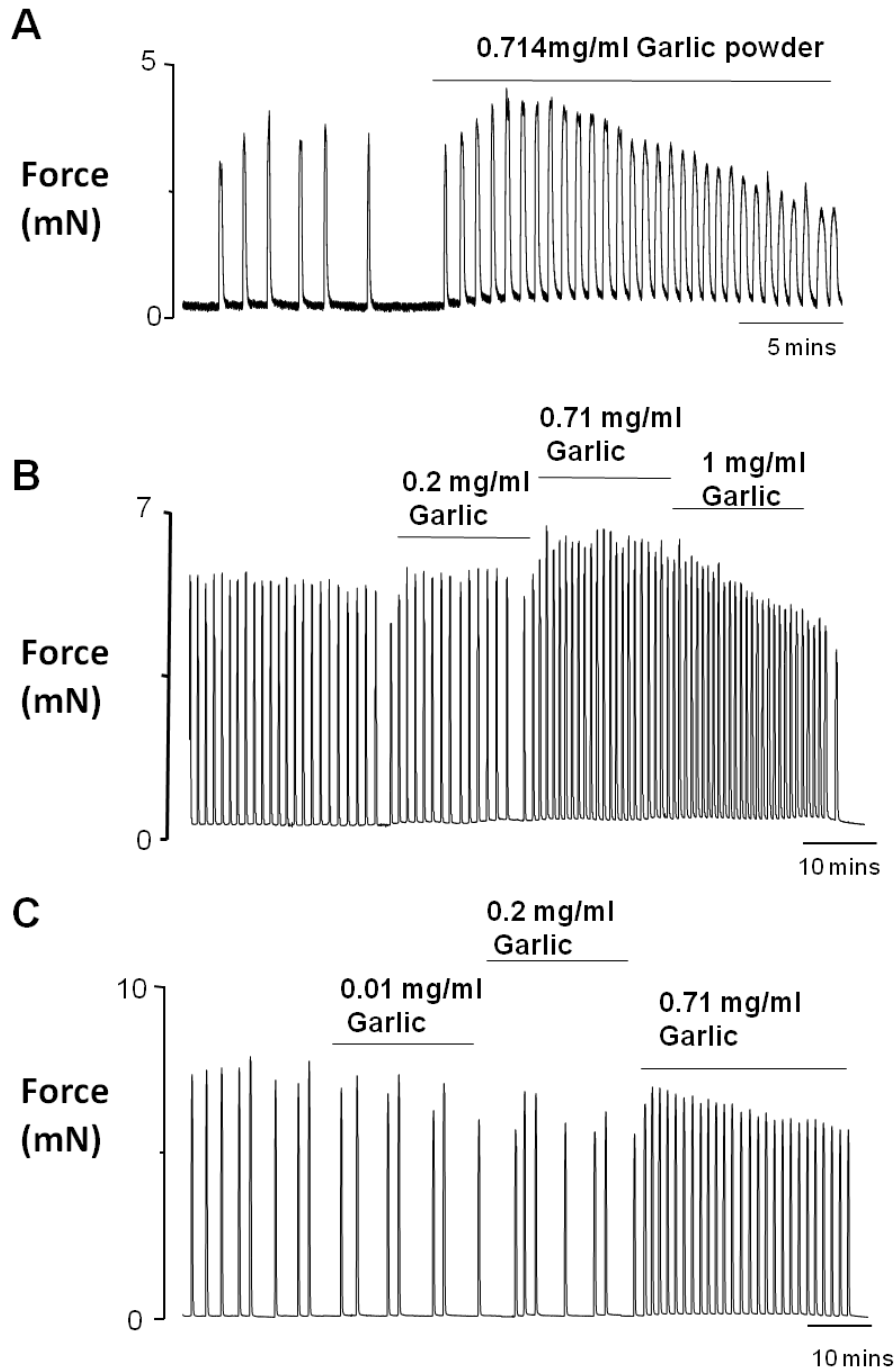 A
0.714mg/ml Garlic powder
5
Force
(mN)
0
5 mins
B
0.71 mg/ml
Garlic
1 mg/ml
Garlic
0.2 mg/ml
Garlic
7
Force
(mN)
0
10 mins
C
0.2 mg/ml
Garlic
10
0.01 mg/ml
Garlic
0.71 mg/ml
Garlic
Force
(mN)
0
10 mins